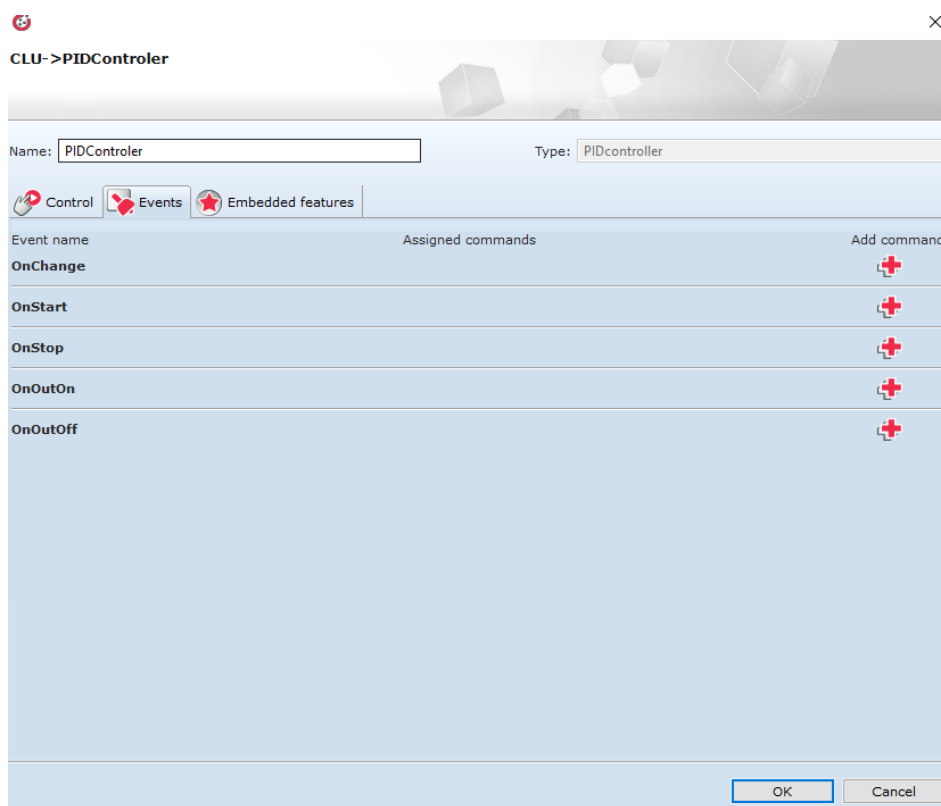 CLU->PIDControler
Name: PIDControler Type: PIDcontroller
Control Events Embedded features
Event name Assigned commands Add command
OnChange
OnStart
OnStop
OnOutOn
OnOutOff
OK Cancel